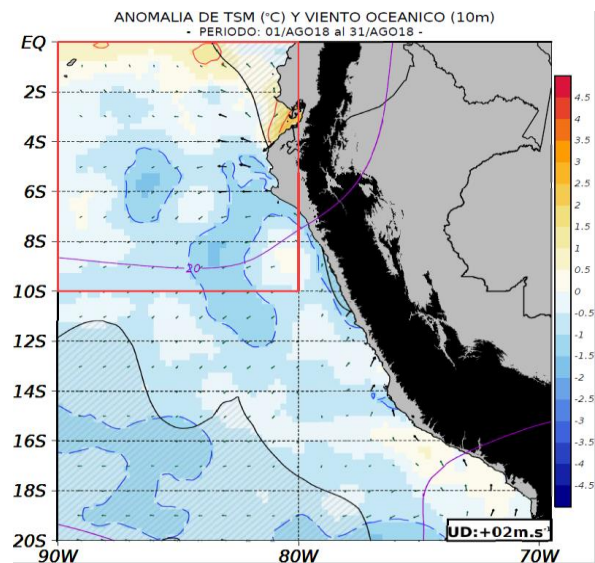 ANOMALIA DE TSM (°C) Y VIENTO OCEANICO (10m)
- PERIODO: 01/AGO18 al 31/AGO18 -
EQ
2S
4S
6S
8S
10S
12S
14S
16S
18S
20S
20
4.5
4
3.5
3
2.5
2
1.5
1
0.5
0
-0.5
-1
-1.5
-2
-2.5
-3
-3.5
-4
-4.5
UD:+02m.s⁻¹
90W
80W
70W